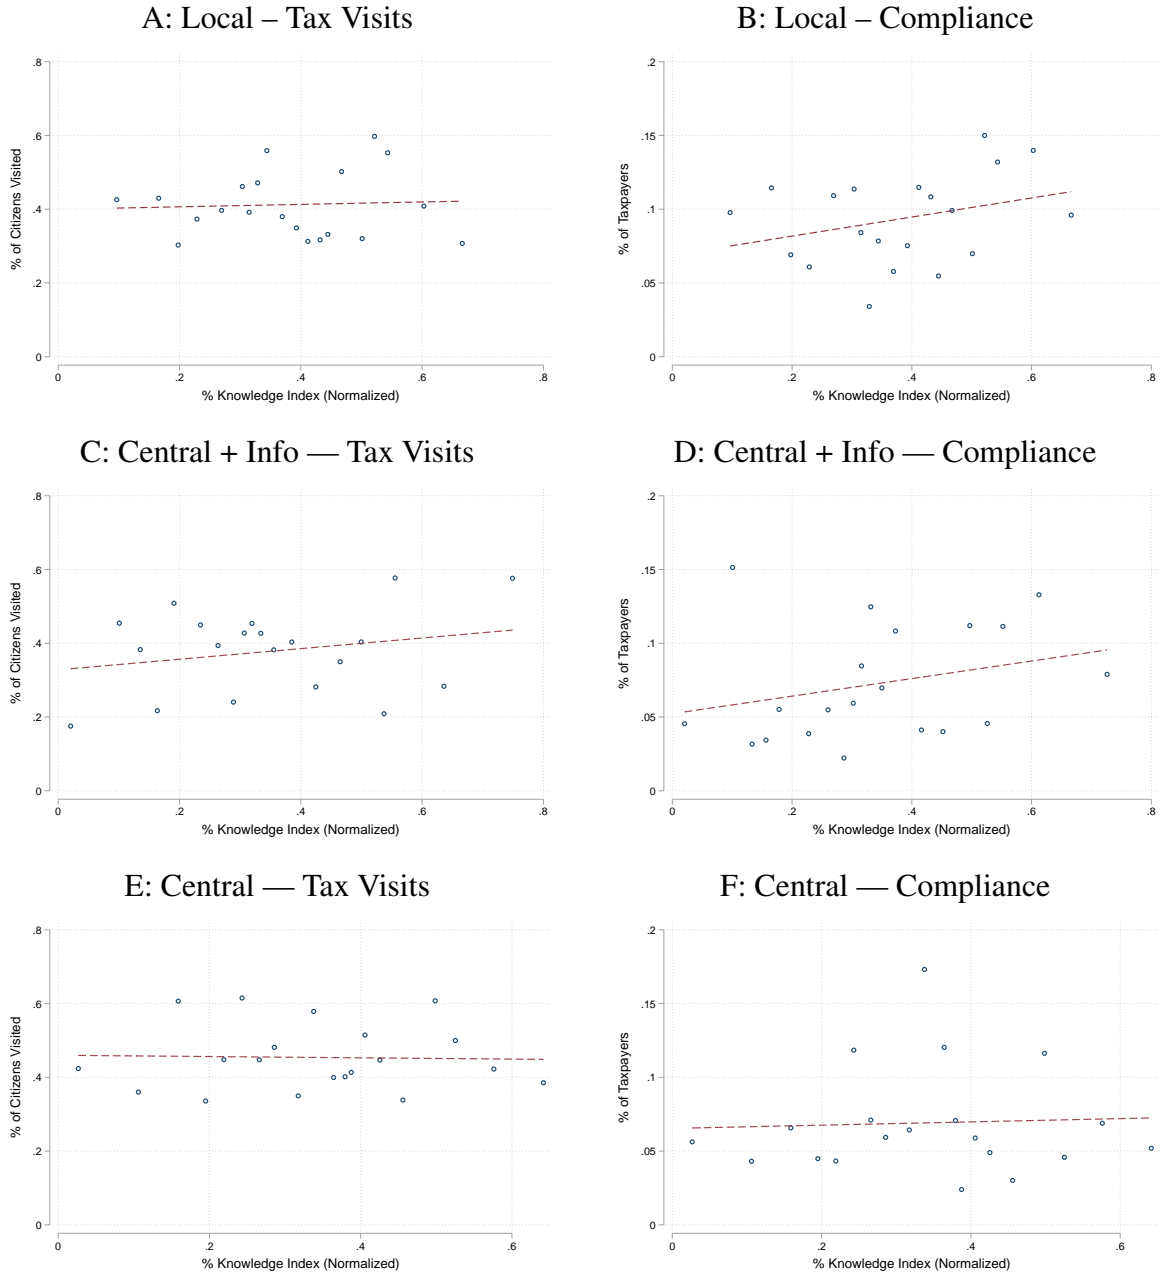 A: Local – Tax Visits
.8
.6
.4
.2
0
% of Citizens Visited
0 .2 .4 .6 .8
% Knowledge Index (Normalized)
B: Local – Compliance
.2
.15
.1
.05
0
% of Taxpayers
0 .2 .4 .6 .8
% Knowledge Index (Normalized)
C: Central + Info — Tax Visits
.8
.6
.4
.2
0
% of Citizens Visited
0 .2 .4 .6 .8
% Knowledge Index (Normalized)
D: Central + Info — Compliance
.2
.15
.1
.05
0
% of Taxpayers
0 .2 .4 .6 .8
% Knowledge Index (Normalized)
E: Central — Tax Visits
.8
.6
.4
.2
0
% of Citizens Visited
0 .2 .4 .6
% Knowledge Index (Normalized)
F: Central — Compliance
.2
.15
.1
.05
0
% of Taxpayers
0 .2 .4 .6
% Knowledge Index (Normalized)